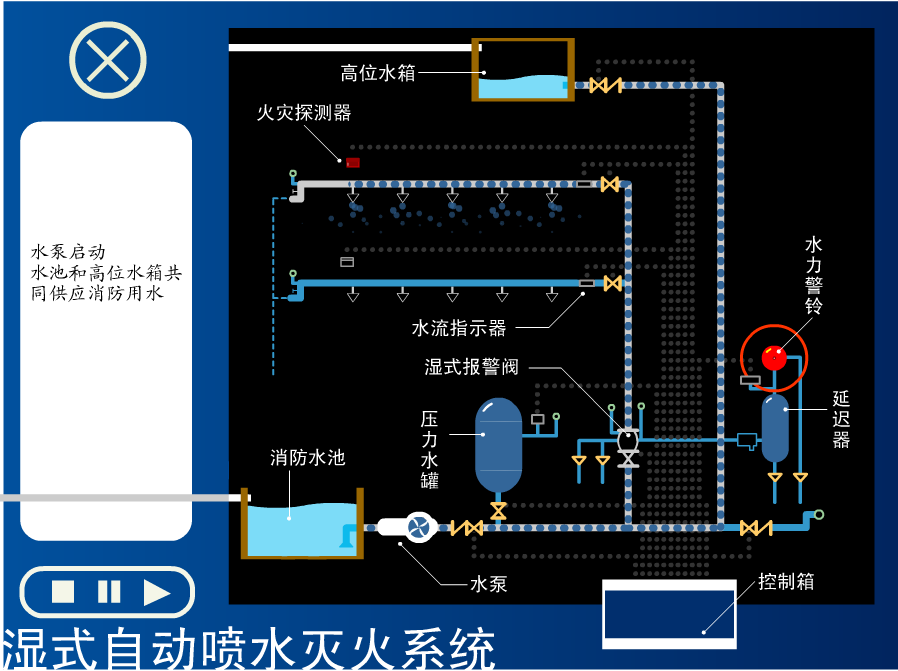 高位水箱
火灾探测器
水泵启动
水池和高位水箱共
同供应消防用水
水力警铃
水流指示器
湿式报警阀
延迟器
压力水罐
消防水池
水泵
控制箱
湿式自动喷水灭火系统